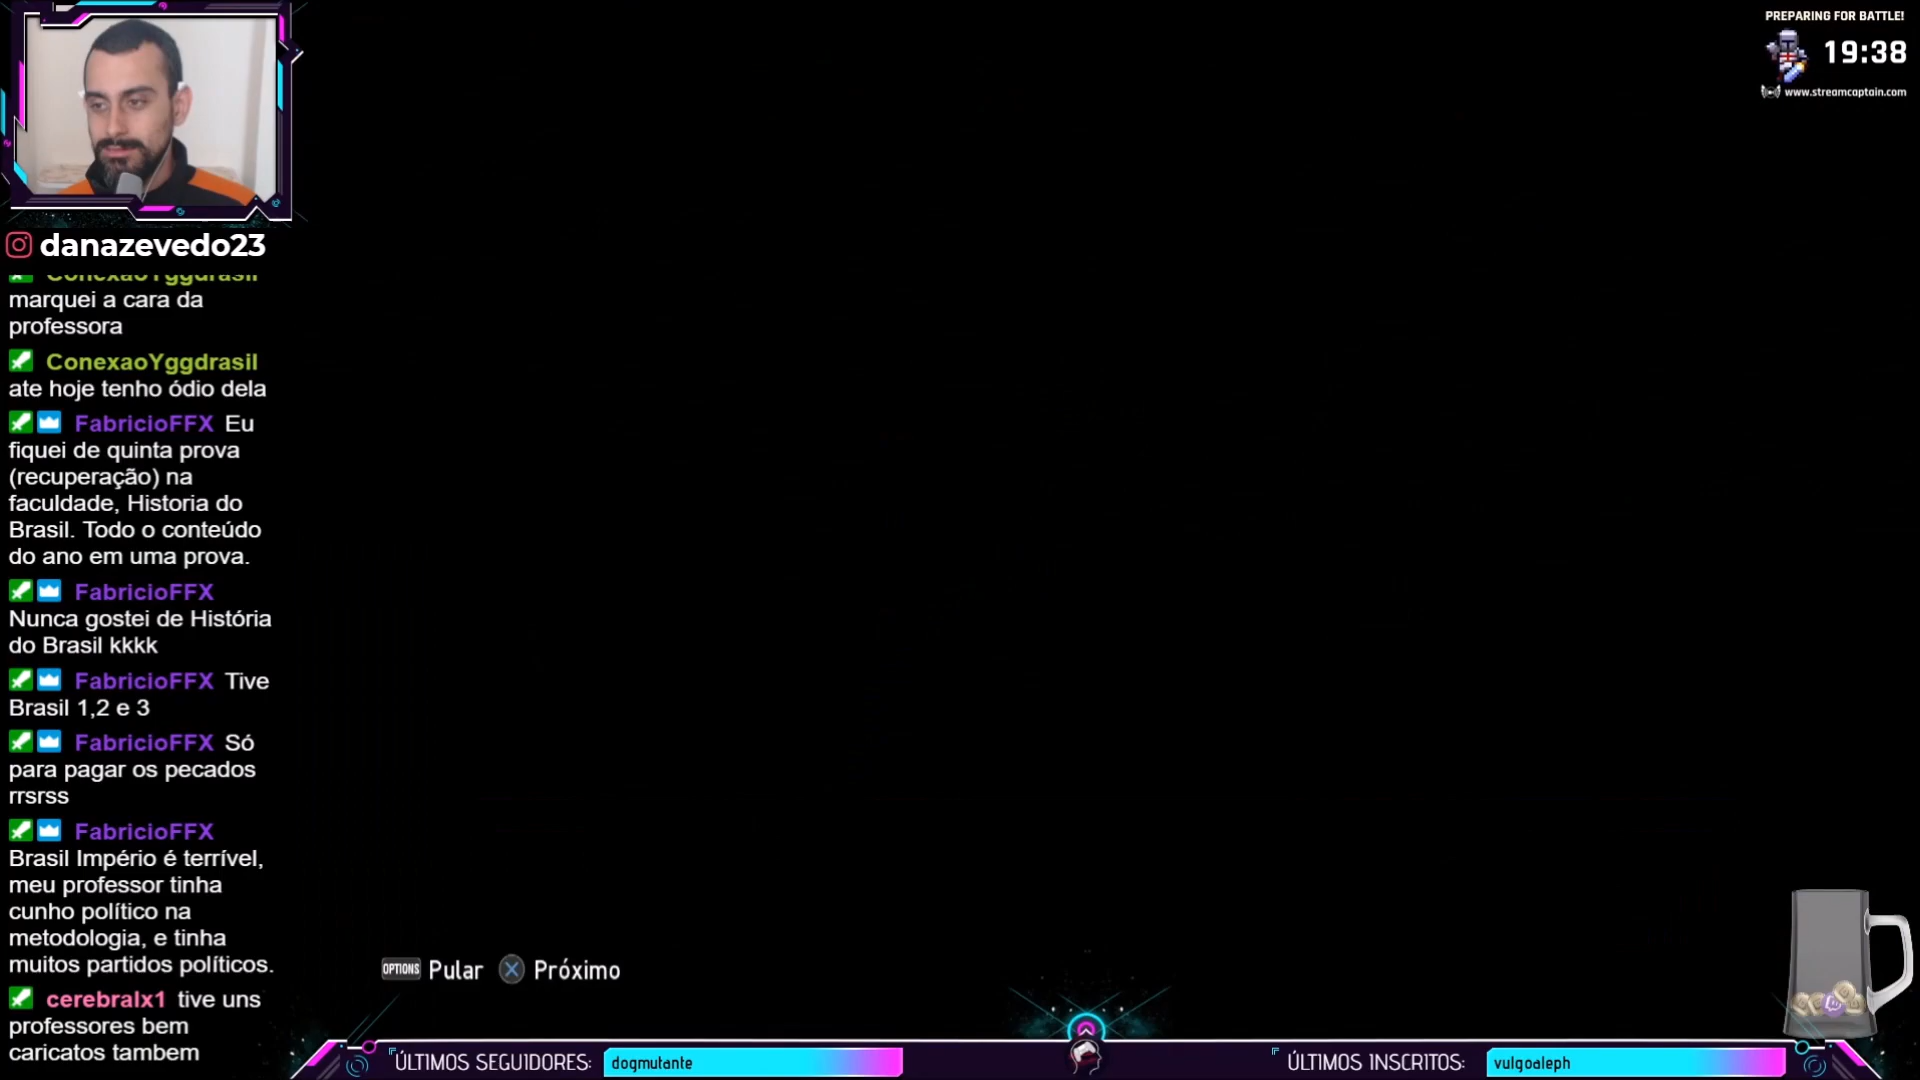 PREPARING FOR BATTLE!
19:38
www.streamcaptain.com
danazevedo23
ConexaoYggdrasil
marquei a cara da
professora
ConexaoYggdrasil
ate hoje tenho ódio dela
FabricioFFX Eu
fiquei de quinta prova
(recuperação) na
faculdade, Historia do
Brasil. Todo o conteúdo
do ano em uma prova.
FabricioFFX
Nunca gostei de História
do Brasil kkkk
FabricioFFX Tive
Brasil 1,2 e 3
FabricioFFX Só
para pagar os pecados
rrsrss
FabricioFFX
Brasil Império é terrível,
meu professor tinha
cunho político na
metodologia, e tinha
muitos partidos políticos.
cerebralx1 tive uns
professores bem
caricatos tambem
OPTIONS Pular Próximo
ÚLTIMOS SEGUIDORES: dogmutante
ÚLTIMOS INSCRITOS: vulgoaleph